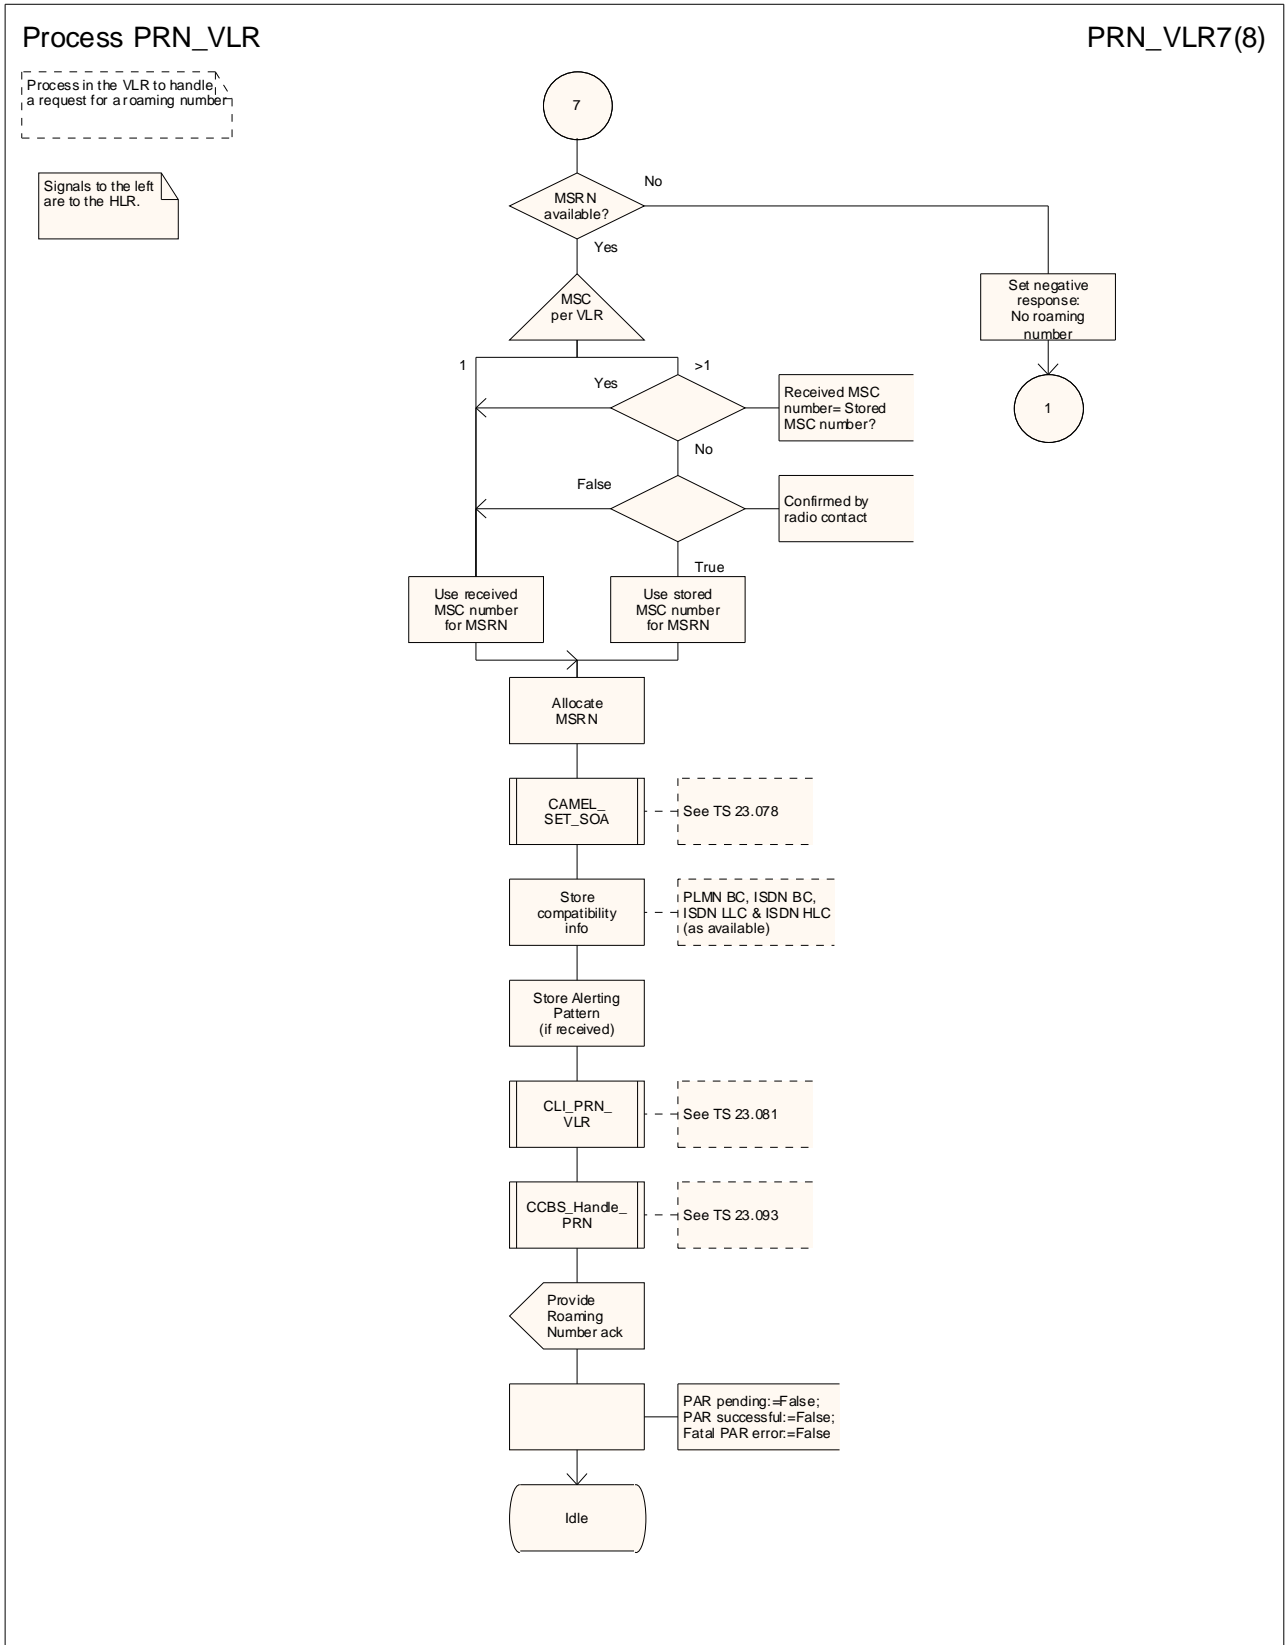 Process PRN_VLR
PRN_VLR7(8)
Process in the VLR to handle
a request for a roaming number
Signals to the left
are to the HLR.
7
MSRN
available?
No
Yes
MSC
per VLR
Set negative
response:
No roaming
number
1
1
>1
Yes
Received MSC
number= Stored
MSC number?
No
False
Confirmed by
radio contact
True
Use received
MSC number
for MSRN
Use stored
MSC number
for MSRN
Allocate
MSRN
CAMEL_
SET_SOA
See TS 23.078
Store
compatibility
info
PLMN BC, ISDN BC,
ISDN LLC & ISDN HLC
(as available)
Store Alerting
Pattern
(if received)
CLI_PRN_
VLR
See TS 23.081
CCBS_Handle_
PRN
See TS 23.093
Provide
Roaming
Number ack
PAR pending:=False;
PAR successful:=False;
Fatal PAR error:=False
Idle